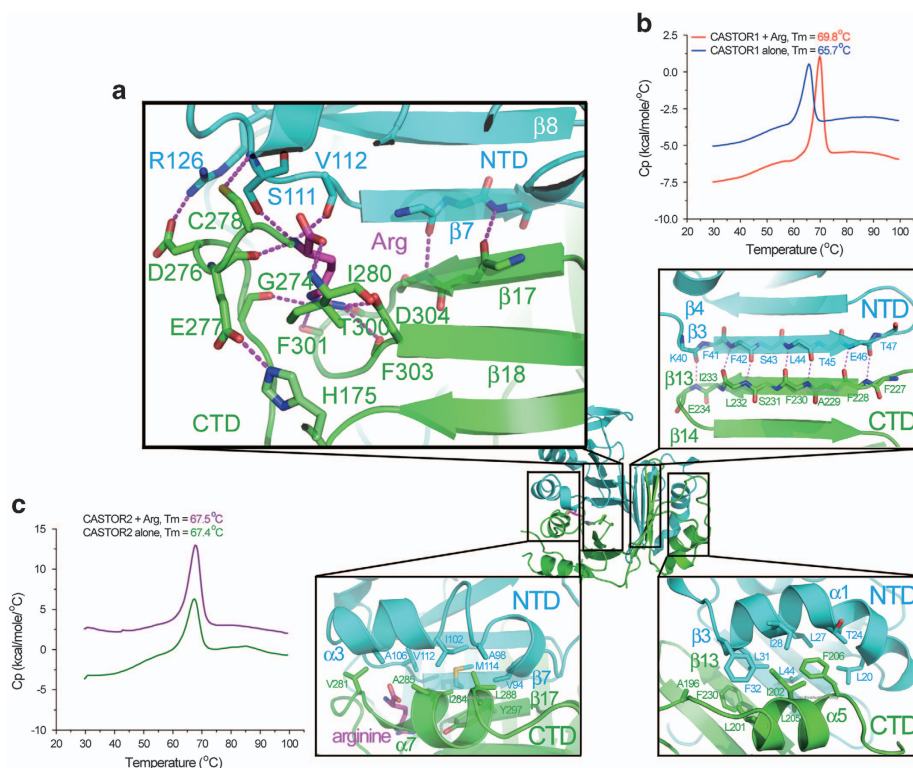 b
CASTOR1 + Arg, Tm = 69.8°C
CASTOR1 alone, Tm = 65.7°C
2.5
0.0
-2.5
-5.0
-7.5
-10.0
Cp (kcal/mole/°C)
20 30 40 50 60 70 80 90 100
Temperature (°C)
a
β8
R126
V112
NTD
S111
C278
Arg
β7
D276
G274
I280
β17
E277
T300
D304
F301
β18
F303
H175
CTD
β4
NTD
β3
K40
F41
F42
S43
L44
T45
E46
T47
β13
I233
E234
L232
S231
F230
A229
F228
F227
β14
CTD
c
CASTOR2 + Arg, Tm = 67.5°C
CASTOR2 alone, Tm = 67.4°C
15
10
5
0
-5
-10
Cp (kcal/mole/°C)
20 30 40 50 60 70 80 90 100
Temperature (°C)
NTD
α3
I102
A106
V112
A98
M114
β7
V281
A285
V94
I284
L288
β17
Y297
arginine
α7
CTD
NTD
α1
β3
I28
L27
T24
β13
L31
L44
F206
L20
F32
A196
F230
I202
L201
L205
α5
CTD